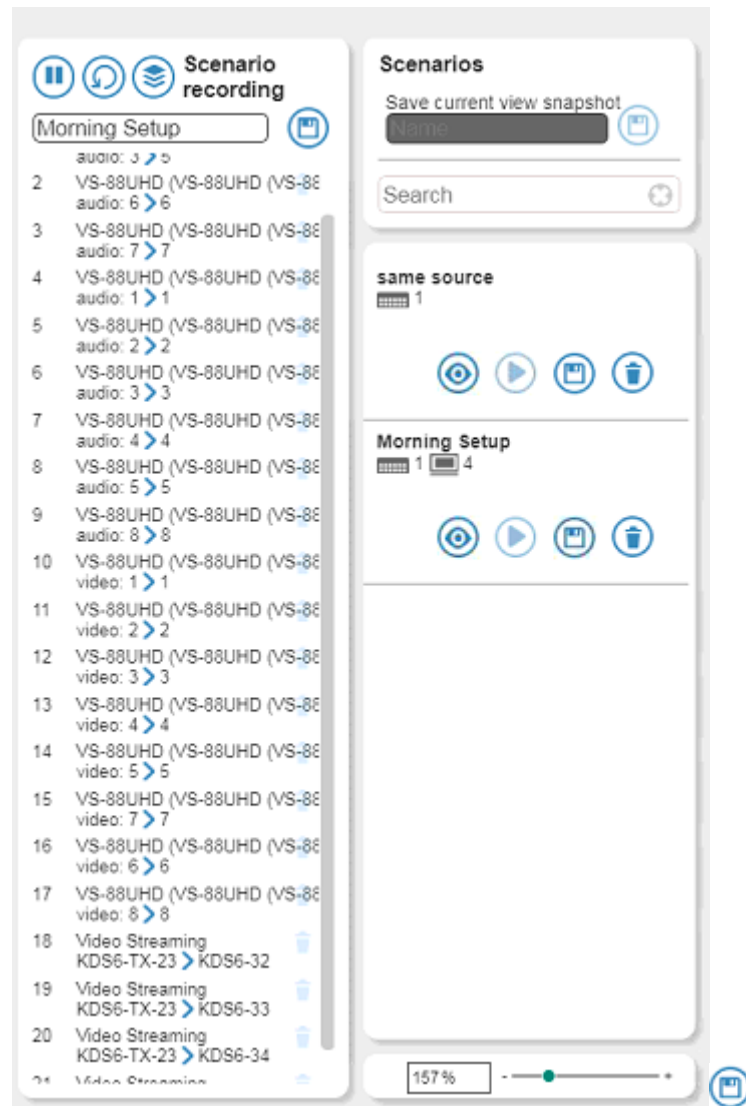 Scenario
recording
Morning Setup
audio: 3 > 5
2 VS-88UHD (VS-88UHD (VS-88
audio: 6 > 6
3 VS-88UHD (VS-88UHD (VS-88
audio: 7 > 7
4 VS-88UHD (VS-88UHD (VS-88
audio: 1 > 1
5 VS-88UHD (VS-88UHD (VS-88
audio: 2 > 2
6 VS-88UHD (VS-88UHD (VS-88
audio: 3 > 3
7 VS-88UHD (VS-88UHD (VS-88
audio: 4 > 4
8 VS-88UHD (VS-88UHD (VS-88
audio: 5 > 5
9 VS-88UHD (VS-88UHD (VS-88
audio: 8 > 8
10 VS-88UHD (VS-88UHD (VS-88
video: 1 > 1
11 VS-88UHD (VS-88UHD (VS-88
video: 2 > 2
12 VS-88UHD (VS-88UHD (VS-88
video: 3 > 3
13 VS-88UHD (VS-88UHD (VS-88
video: 4 > 4
14 VS-88UHD (VS-88UHD (VS-88
video: 5 > 5
15 VS-88UHD (VS-88UHD (VS-88
video: 7 > 7
16 VS-88UHD (VS-88UHD (VS-88
video: 6 > 6
17 VS-88UHD (VS-88UHD (VS-88
video: 8 > 8
18 Video Streaming
KDS6-TX-23 > KDS6-32
19 Video Streaming
KDS6-TX-23 > KDS6-33
20 Video Streaming
KDS6-TX-23 > KDS6-34
21 Video Streaming
Scenarios
Save current view snapshot
Name
Search
same source
1
Morning Setup
1 4
157% - +